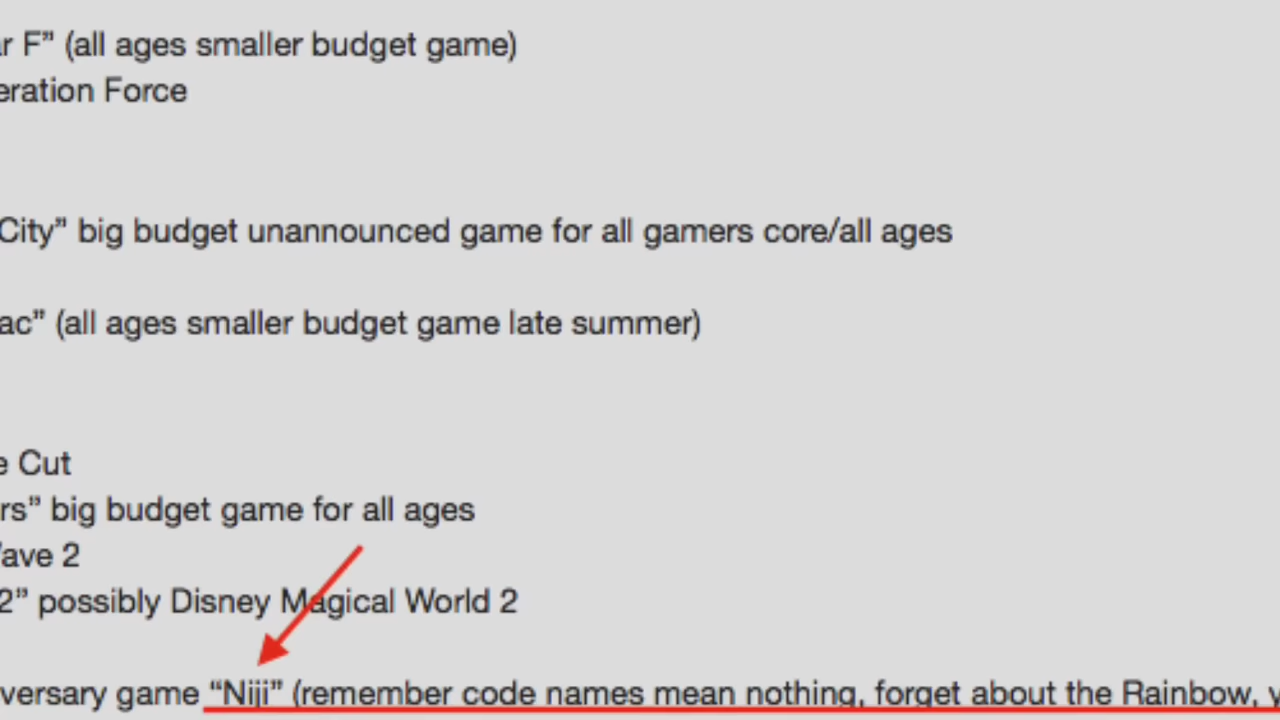 r F” (all ages smaller budget game)
eration Force
City” big budget unannounced game for all gamers core/all ages
ac” (all ages smaller budget game late summer)
e Cut
rs” big budget game for all ages
Wave 2
2” possibly Disney Magical World 2
versary game “Niji” (remember code names mean nothing, forget about the Rainbow,